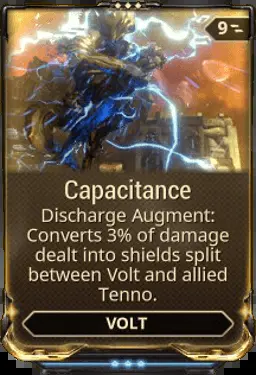 9
Capacitance
Discharge Augment:
Converts 3% of damage
dealt into shields split
between Volt and allied
Tenno.
VOLT